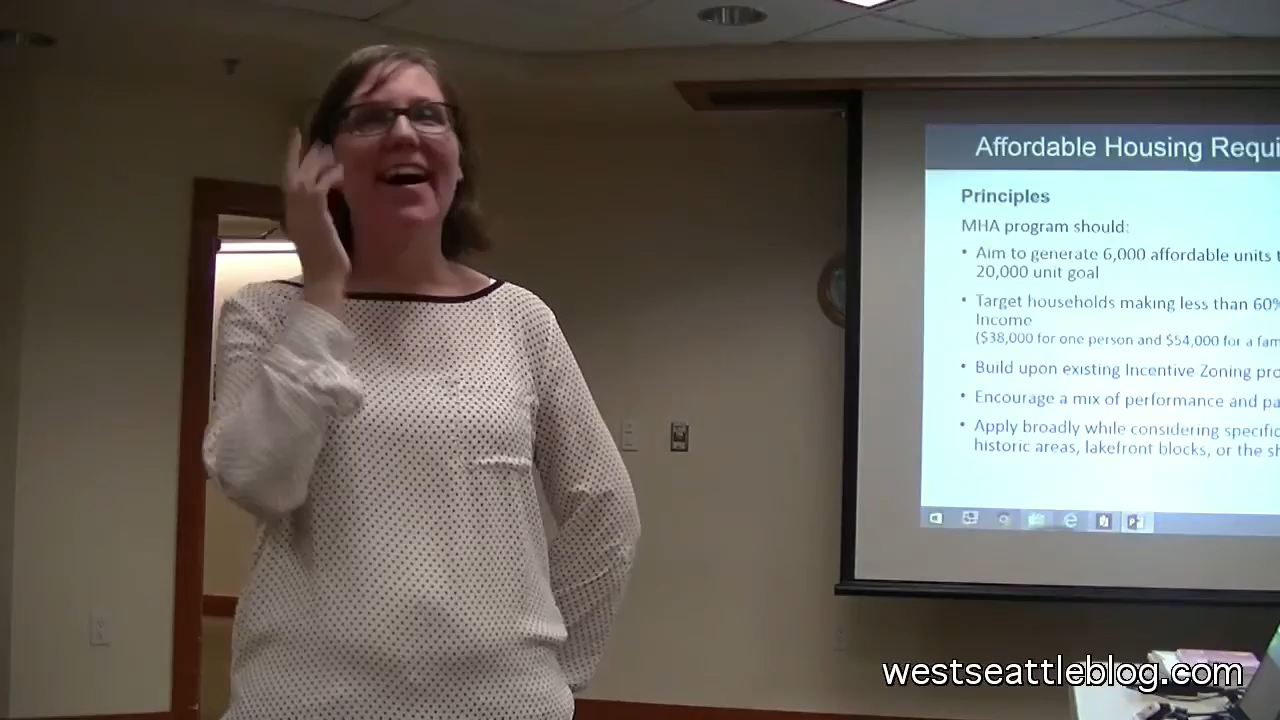 Affordable Housing Requi
Principles
MHA program should:
• Aim to generate 6,000 affordable units t
20,000 unit goal
• Target households making less than 60%
Income
($38,000 for one person and $54,000 for a fam
• Build upon existing Incentive Zoning pro
• Encourage a mix of performance and pa
• Apply broadly while considering specific
historic areas, lakefront blocks, or the sh
westseattleblog.com